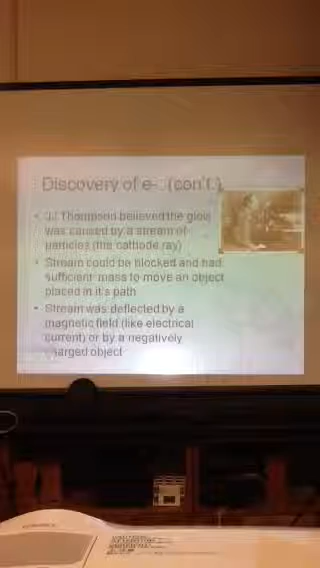 Discovery of e- (con't.)
• JJ Thompson believed the glow
was caused by a stream of
particles (the cathode ray)
• Stream could be blocked and had
sufficient mass to move an object
placed in it's path
• Stream was deflected by a
magnetic field (like electrical
current) or by a negatively
charged object